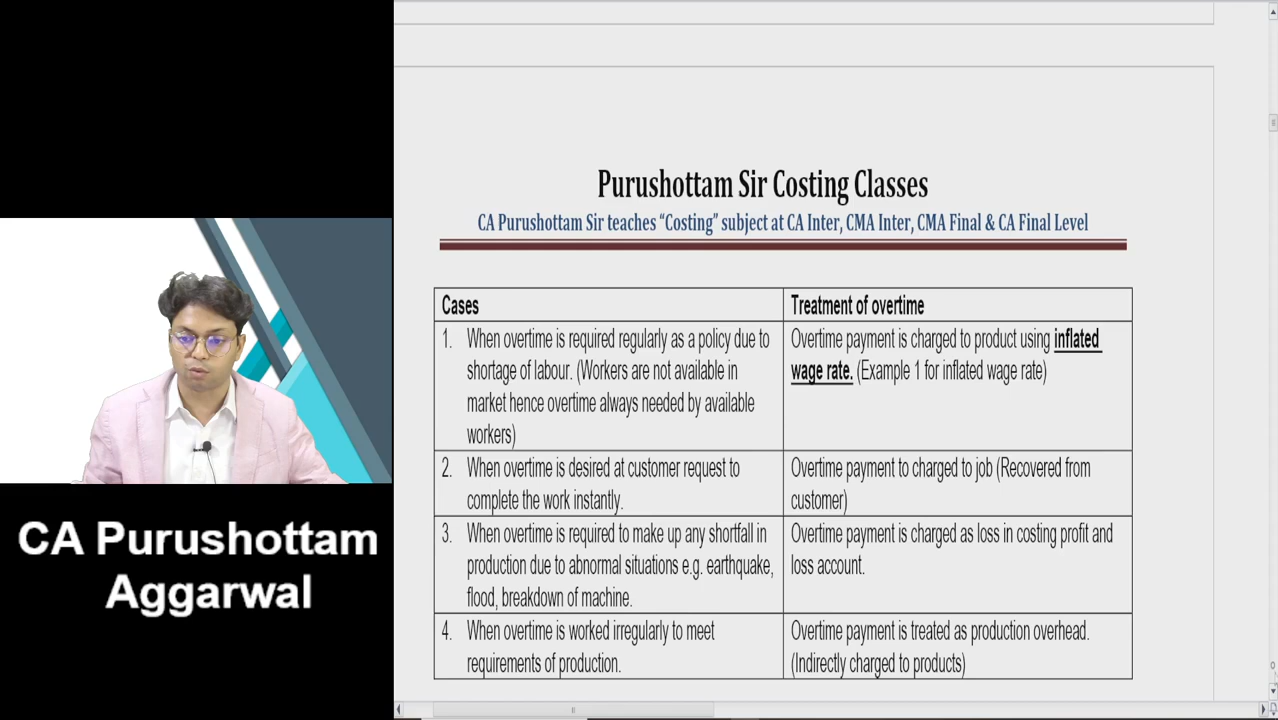 Purushottam Sir Costing Classes
CA Purushottam Sir teaches “Costing” subject at CA Inter, CMA Inter, CMA Final & CA Final Level
Cases
Treatment of overtime
1. When overtime is required regularly as a policy due to
shortage of labour. (Workers are not available in
market hence overtime always needed by available
workers)
Overtime payment is charged to product using inflated
wage rate. (Example 1 for inflated wage rate)
2. When overtime is desired at customer request to
complete the work instantly.
Overtime payment to charged to job (Recovered from
customer)
3. When overtime is required to make up any shortfall in
production due to abnormal situations e.g. earthquake,
flood, breakdown of machine.
Overtime payment is charged as loss in costing profit and
loss account.
4. When overtime is worked irregularly to meet
requirements of production.
Overtime payment is treated as production overhead.
(Indirectly charged to products)
CA Purushottam
Aggarwal